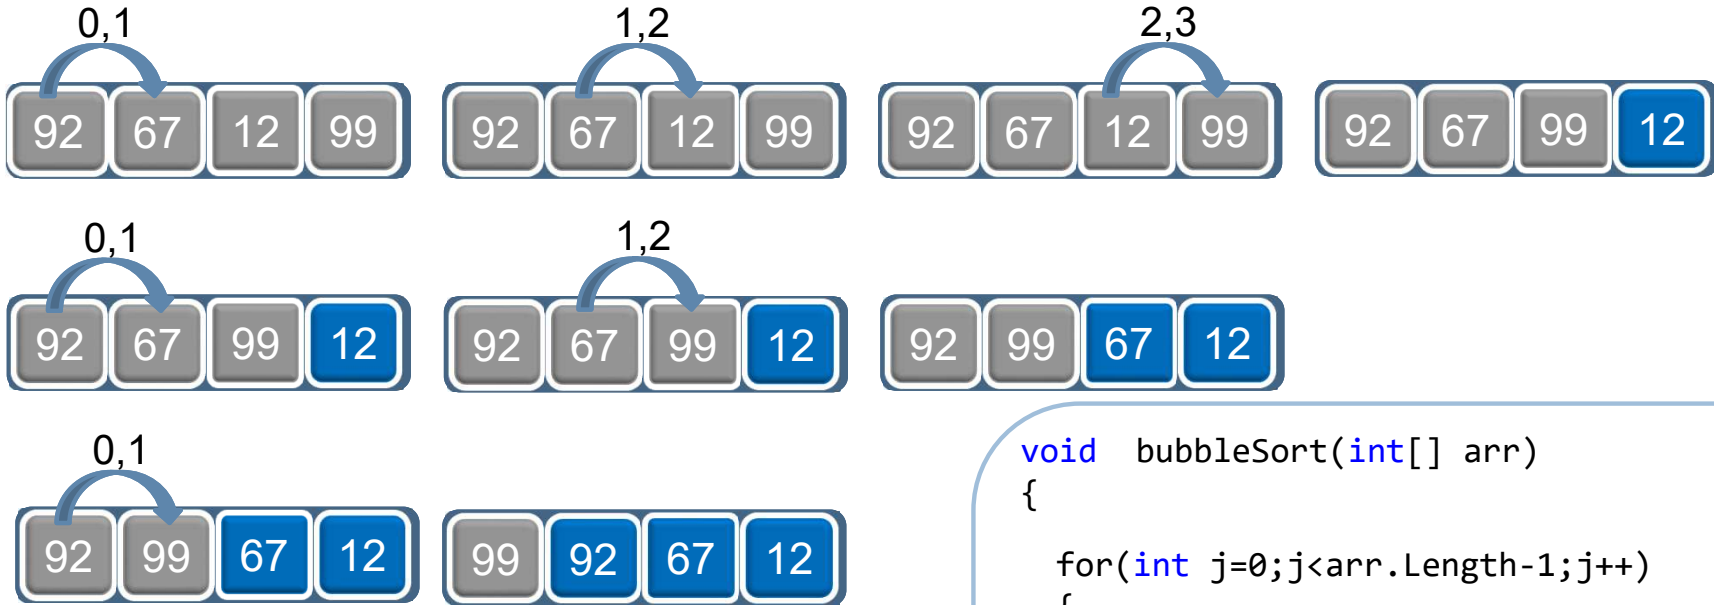 0,1 1,2 2,3
92 67 12 99 92 67 12 99 92 67 12 99 92 67 99 12
0,1 1,2
92 67 99 12 92 67 99 12 92 99 67 12
0,1
92 99 67 12 99 92 67 12
void  bubbleSort(int[] arr)
{
for(int j=0;j<arr.Length-1;j++)
{